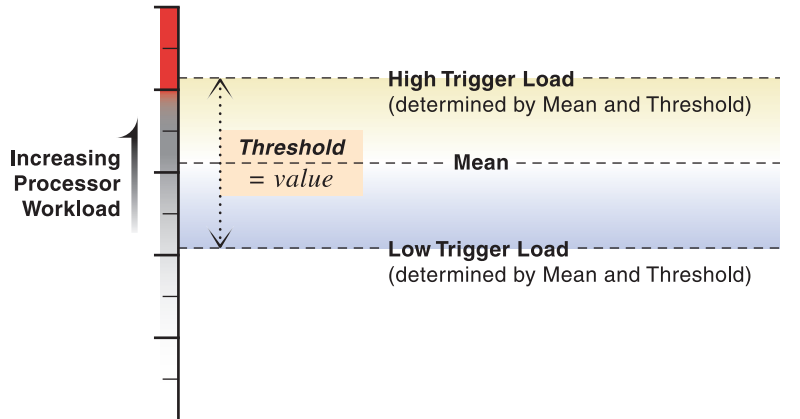 High Trigger Load
(determined by Mean and Threshold)
Threshold
= value
Mean
Increasing
Processor
Workload
Low Trigger Load
(determined by Mean and Threshold)